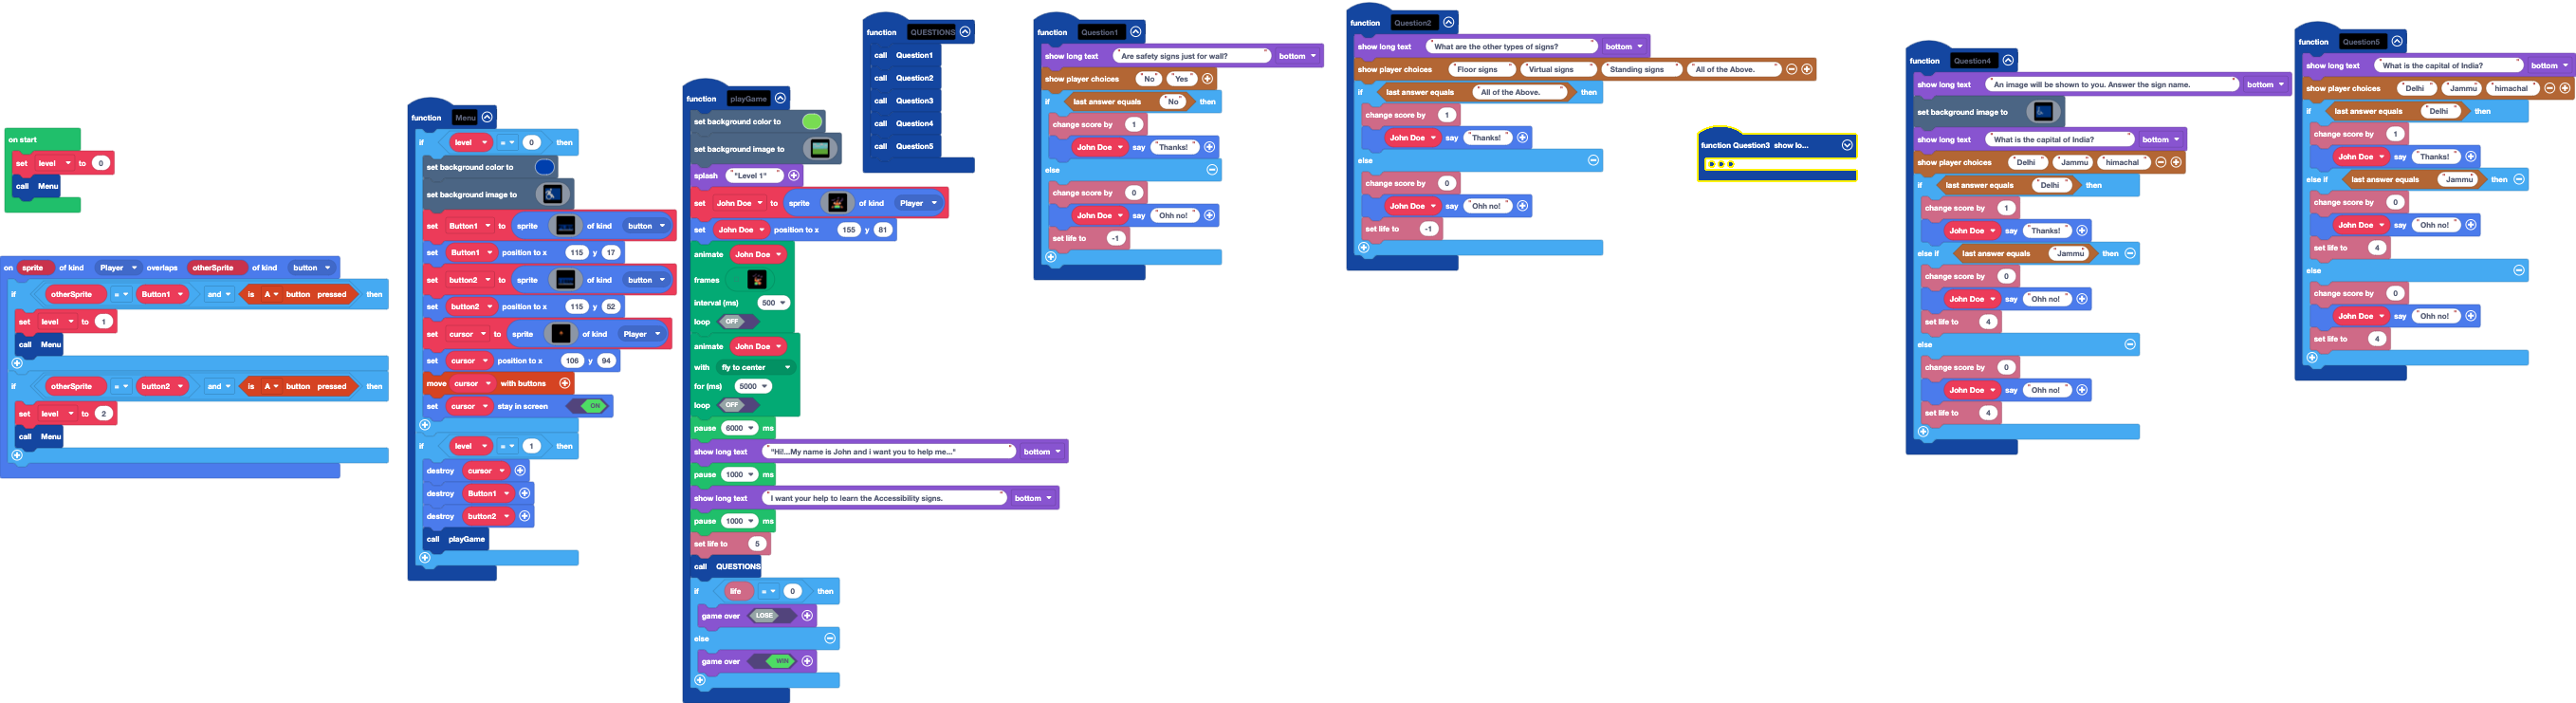 on start
set level to 0
call Menu
on sprite of kind Player overlaps otherSprite of kind button
if otherSprite = Button1 and is A button pressed then
set level to 1
call Menu
if otherSprite = button2 and is A button pressed then
set level to 2
call Menu
function Menu
if level = 0 then
set background color to
set background image to
set Button1 to sprite of kind button
set Button1 position to x 115 y 17
set button2 to sprite of kind button
set button2 position to x 115 y 52
set cursor to sprite of kind Player
set cursor position to x 106 y 94
move cursor with buttons
set cursor stay in screen ON
if level = 1 then
destroy cursor
destroy Button1
destroy button2
call playGame
function playGame
set background color to
set background image to
splash "Level 1"
set John Doe to sprite of kind Player
set John Doe position to x 155 y 81
animate John Doe
frames
interval (ms) 500
loop OFF
animate John Doe
with fly to center
for (ms) 5000
loop OFF
pause 6000 ms
show long text "Hi!...My name is John and i want you to help me..." bottom
pause 1000 ms
show long text "I want your help to learn the Accessibility signs." bottom
pause 1000 ms
set life to 5
call QUESTIONS
if life = 0 then
game over LOSE
else
game over WIN
function QUESTIONS
call Question1
call Question2
call Question3
call Question4
call Question5
function Question1
show long text "Are safety signs just for wall?" bottom
show player choices "No" "Yes"
if last answer equals "No" then
change score by 1
John Doe say "Thanks!"
else
change score by 0
John Doe say "Ohh no!"
set life to -1
function Question2
show long text "What are the other types of signs?" bottom
show player choices "Floor signs" "Virtual signs" "Standing signs" "All of the Above."
if last answer equals "All of the Above." then
change score by 1
John Doe say "Thanks!"
else
change score by 0
John Doe say "Ohh no!"
set life to -1
function Question3 show lo...
function Question4
show long text "An image will be shown to you. Answer the sign name." bottom
set background image to
show long text "What is the capital of India?" bottom
show player choices "Delhi" "Jammu" "himachal"
if last answer equals "Delhi" then
change score by 1
John Doe say "Thanks!"
else if last answer equals "Jammu" then
change score by 0
John Doe say "Ohh no!"
set life to 4
else
change score by 0
John Doe say "Ohh no!"
set life to 4
function Question5
show long text "What is the capital of India?" bottom
show player choices "Delhi" "Jammu" "himachal"
if last answer equals "Delhi" then
change score by 1
John Doe say "Thanks!"
else if last answer equals "Jammu" then
change score by 0
John Doe say "Ohh no!"
set life to 4
else
change score by 0
John Doe say "Ohh no!"
set life to 4